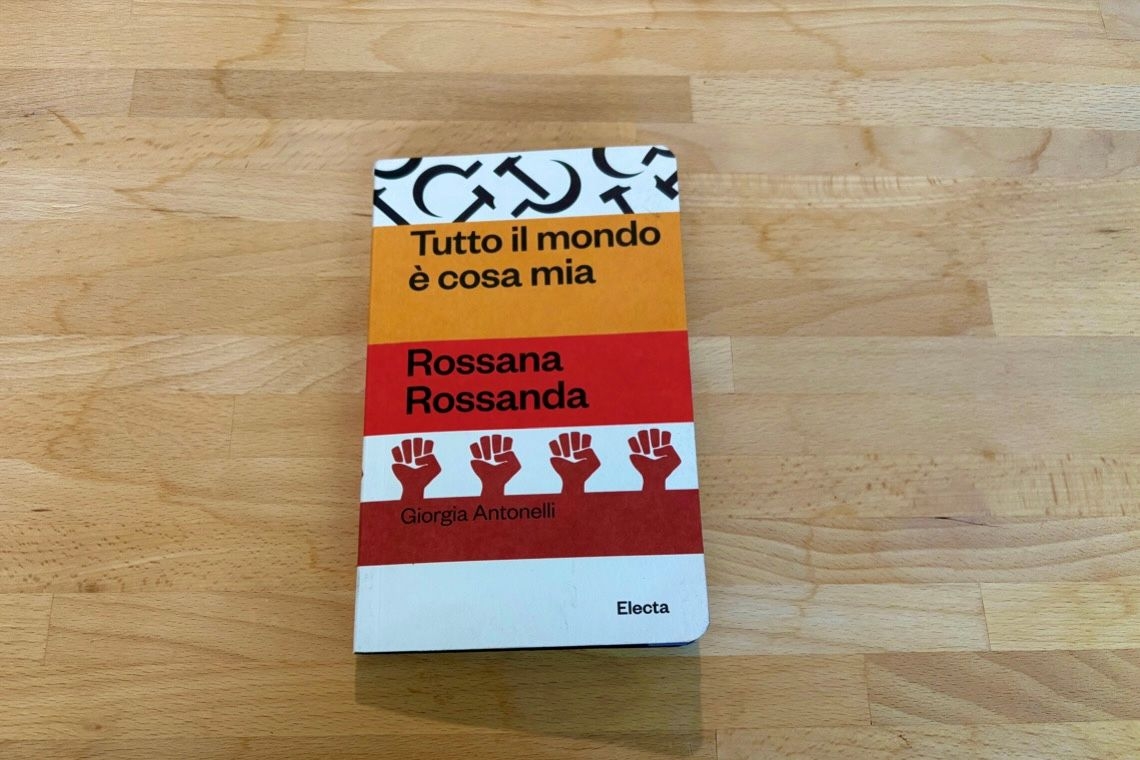 Tutto il mondo
è cosa mia
Rossana
Rossanda
Giorgia Antonelli
Electa